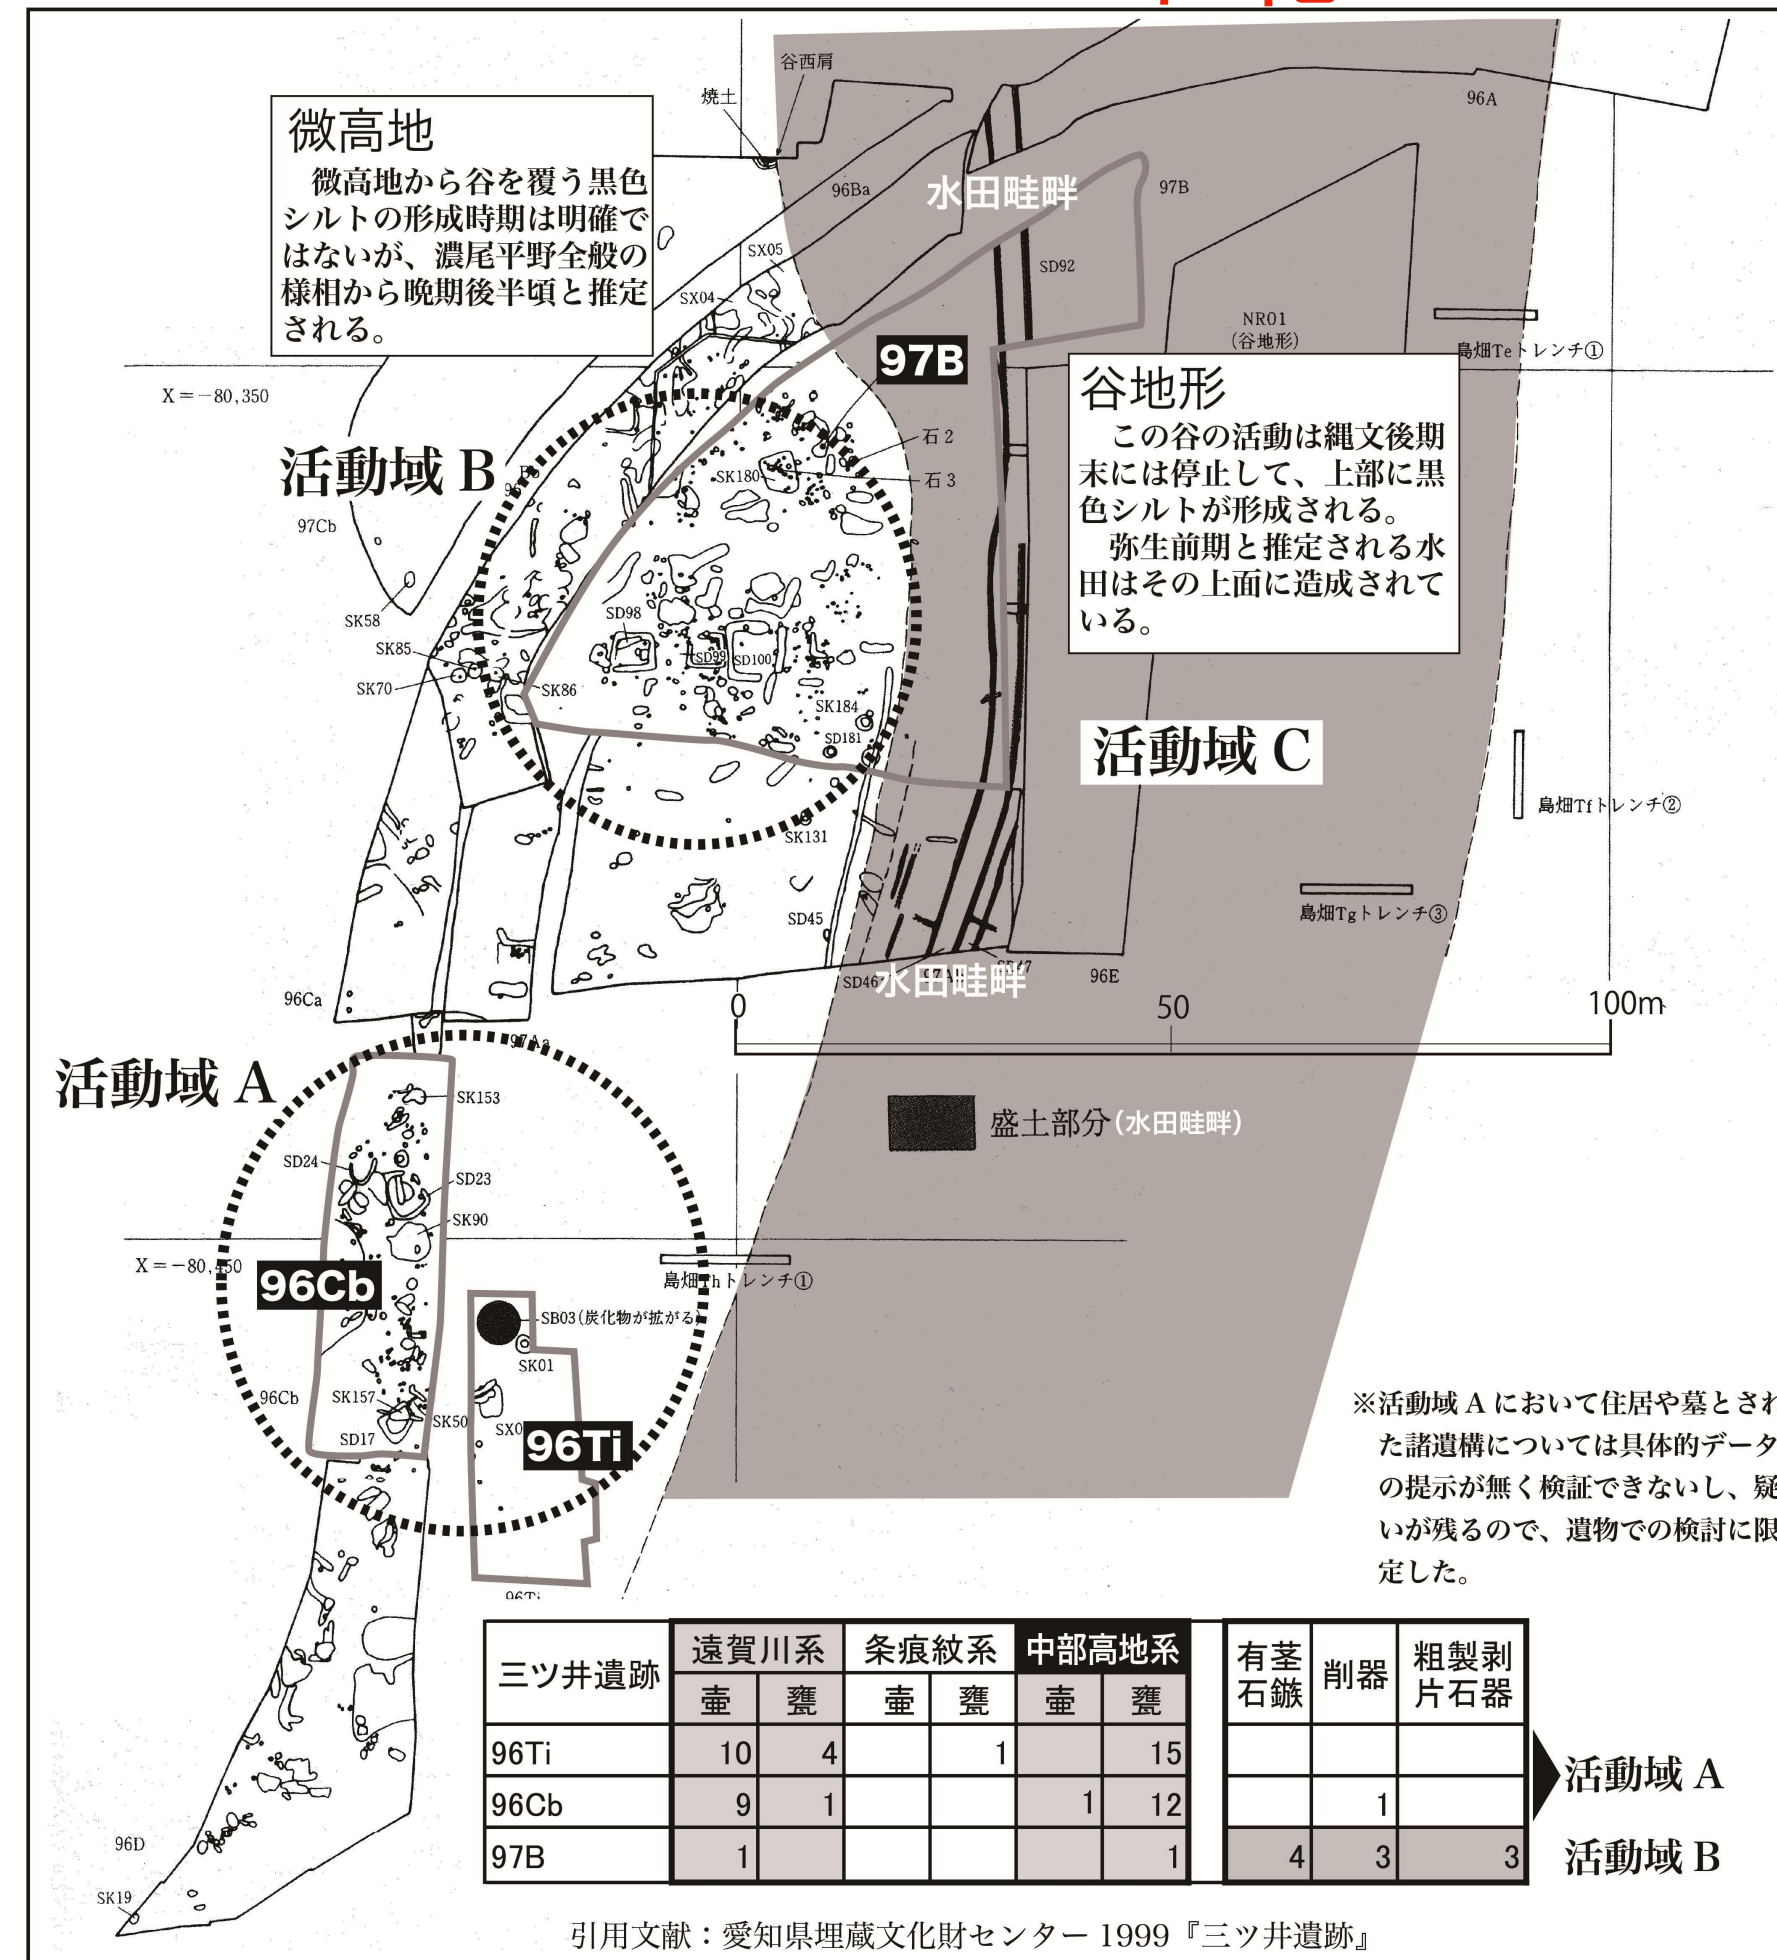 谷西肩
焼土
96A
微高地
　微高地から谷を覆う黒色
シルトの形成時期は明確で
はないが、濃尾平野全般の
様相から晩期後半頃と推定
される。
96Ba
水田畦畔
97B
SX05
SD92
SX04
NR01
(谷地形)
97B
島畑Teトレンチ①
X=-80,350
谷地形
　この谷の活動は縄文後期
末には停止して、上部に黒
色シルトが形成される。
　弥生前期と推定される水
田はその上面に造成されて
いる。
石2
活動域 B
SK180
石3
97Cb
SD98
SK58
SK85
SD99
SD100
SK70
SK86
SK184
SD181
活動域 C
島畑Tfトレンチ②
SK131
島畑Tgトレンチ③
SD45
SD46
水田畦畔
96E
96Ca
0
50
100m
97Aa
活動域 A
SK153
盛土部分(水田畦畔)
SD24
SD23
SK90
X=-80,450
96Cb
島畑Thトレンチ①
SB03(炭化物が拡がる)
SK01
96Cb
SK157
SK50
SD17
96Ti
96Ti
※活動域 A において住居や墓とされ
た諸遺構については具体的データ
の提示が無く検証できないし、疑
いが残るので、遺物での検討に限
定した。
三ツ井遺跡 遠賀川系 条痕紋系 中部高地系 有茎石鏃 削器 粗製剥片石器
壷 甕 壷 甕 壷 甕
96Ti 10 4 1 15
96Cb 9 1 1 12 1
97B 1 1 4 3 3
活動域 A
活動域 B
96D
SK19
引用文献：愛知県埋蔵文化財センター 1999『三ツ井遺跡』